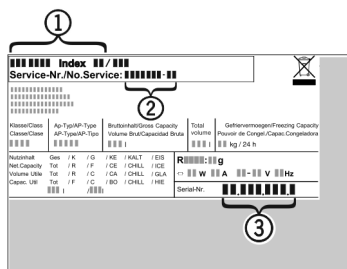 1
Index /
Service-Nr./No.Service: -
2
Klasse/Class Ap-Typ/AP-Type Bruttoinhalt/Gross Capacity Total Gefriervermoegen/Freezing Capacity
Classe/Clase AP-Type/AP-Tipo Volume Brut/Capacidad Bruta volume Pouvoir de Congel./Capac.Congeladora
l l kg / 24 h
Nutzinhalt Ges / K / G / KE / KALT / EIS R : g
Net.Capacity Tot / R / F / CE / CHILL / ICE
Volume Utile Tot / R / C / CA / CHILL / GLA W A - V Hz
Capec. Util Tot / F / C / BO / CHILL / HIE
l / l Serial-Nr. . . .
3